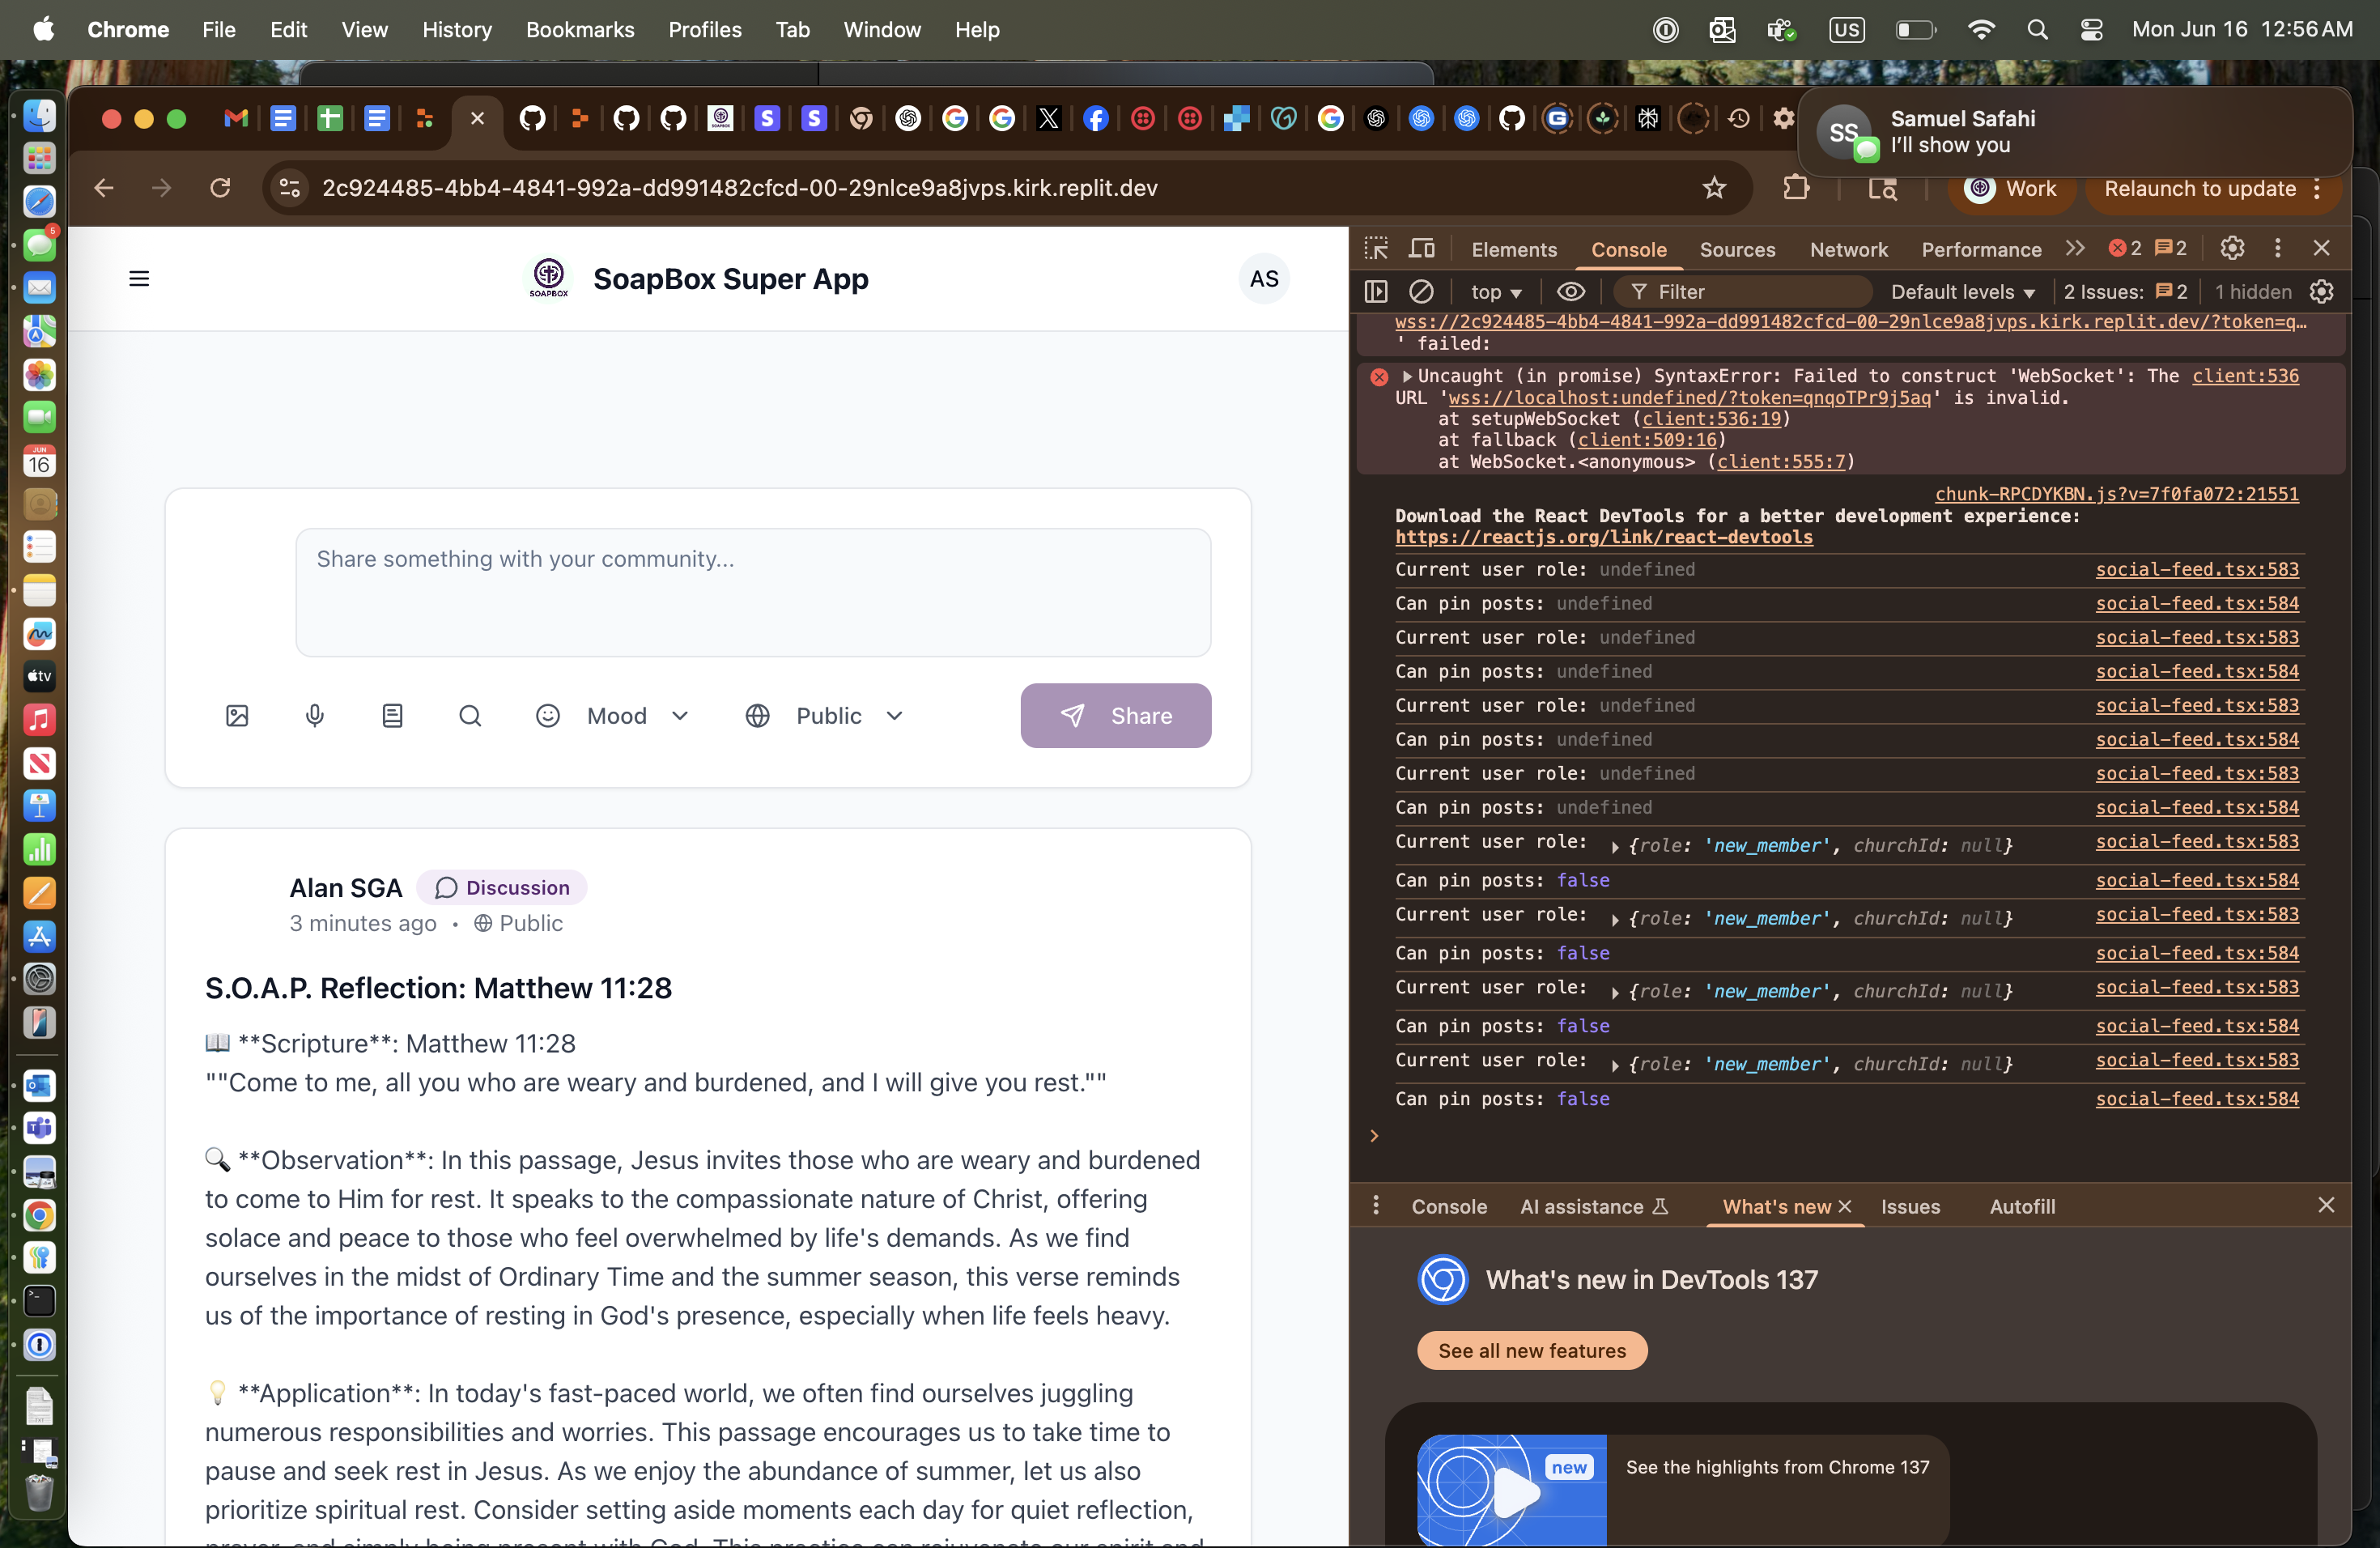 Chrome File Edit View History Bookmarks Profiles Tab Window Help US Mon Jun 16 12:56 AM
Samuel Safahi
SS I'll show you
2c924485-4bb4-4841-992a-dd991482cfcd-00-29nlce9a8jvps.kirk.replit.dev Work Relaunch to update
SOAPBOX SoapBox Super App AS
Share something with your community...
Mood Public Share
Alan SGA Discussion
3 minutes ago • Public
S.O.A.P. Reflection: Matthew 11:28
📖 **Scripture**: Matthew 11:28
""Come to me, all you who are weary and burdened, and I will give you rest.""
🔍 **Observation**: In this passage, Jesus invites those who are weary and burdened
to come to Him for rest. It speaks to the compassionate nature of Christ, offering
solace and peace to those who feel overwhelmed by life's demands. As we find
ourselves in the midst of Ordinary Time and the summer season, this verse reminds
us of the importance of resting in God's presence, especially when life feels heavy.
💡 **Application**: In today's fast-paced world, we often find ourselves juggling
numerous responsibilities and worries. This passage encourages us to take time to
pause and seek rest in Jesus. As we enjoy the abundance of summer, let us also
prioritize spiritual rest. Consider setting aside moments each day for quiet reflection,
Elements Console Sources Network Performance 2 2
top Filter Default levels 2 Issues: 2 1 hidden
wss://2c924485-4bb4-4841-992a-dd991482cfcd-00-29nlce9a8jvps.kirk.replit.dev/?token=q…
' failed:
Uncaught (in promise) SyntaxError: Failed to construct 'WebSocket': The client:536
URL 'wss://localhost:undefined/?token=qnqoTPr9j5aq' is invalid.
at setupWebSocket (client:536:19)
at fallback (client:509:16)
at WebSocket.<anonymous> (client:555:7)
chunk-RPCDYKBN.js?v=7f0fa072:21551
Download the React DevTools for a better development experience:
https://reactjs.org/link/react-devtools
Current user role: undefined social-feed.tsx:583
Can pin posts: undefined social-feed.tsx:584
Current user role: undefined social-feed.tsx:583
Can pin posts: undefined social-feed.tsx:584
Current user role: undefined social-feed.tsx:583
Can pin posts: undefined social-feed.tsx:584
Current user role: undefined social-feed.tsx:583
Can pin posts: undefined social-feed.tsx:584
Current user role: {role: 'new_member', churchId: null} social-feed.tsx:583
Can pin posts: false social-feed.tsx:584
Current user role: {role: 'new_member', churchId: null} social-feed.tsx:583
Can pin posts: false social-feed.tsx:584
Current user role: {role: 'new_member', churchId: null} social-feed.tsx:583
Can pin posts: false social-feed.tsx:584
Current user role: {role: 'new_member', churchId: null} social-feed.tsx:583
Can pin posts: false social-feed.tsx:584
Console AI assistance What's new Issues Autofill
What's new in DevTools 137
See all new features
new See the highlights from Chrome 137
6
JUN
16
tv